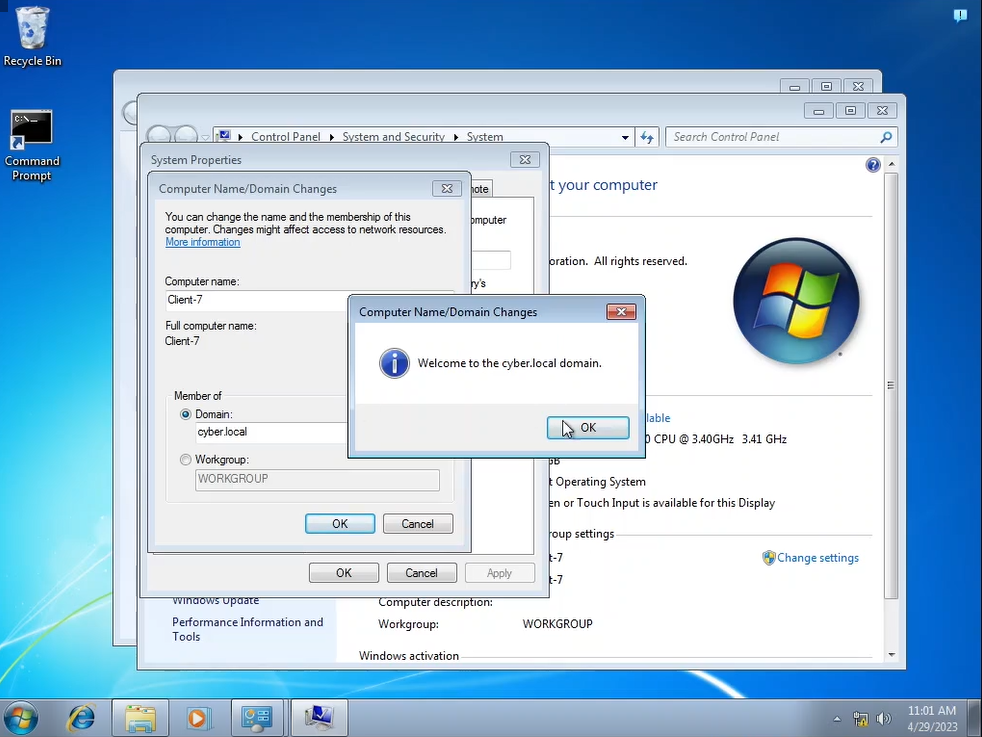 Recycle Bin
Command
Prompt
Control Panel
System and Security
System
Search Control Panel
System Properties
Computer Name/Domain Changes
You can change the name and the membership of this
computer. Changes might affect access to network resources.
More information
Computer name:
Client-7
Full computer name:
Client-7
Member of
Domain:
cyber.local
Workgroup:
WORKGROUP
OK
Cancel
OK
Cancel
Apply
Computer Name/Domain Changes
Welcome to the cyber.local domain.
OK
t your computer
oration. All rights reserved.
CPU @ 3.40GHz 3.41 GHz
t Operating System
en or Touch Input is available for this Display
oup settings
t-7
t-7
Change settings
Computer description:
Workgroup:
WORKGROUP
Windows activation
Windows Update
Performance Information and
Tools
11:01 AM
4/29/2023